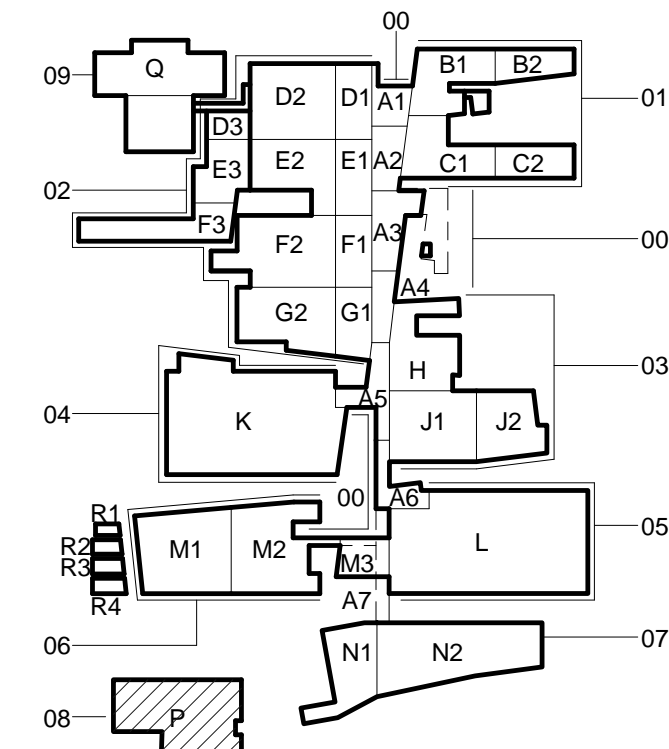 00
09 Q D2 D1 A1 B1 B2
01
D3
E3 E2 E1 A2 C1 C2
02
F3 F2 F1 A3 00
A4
G2 G1
03
H
A5
04 K J1 J2
00 A6
R1
R2 M1 M2 L 05
R3 M3
R4 A7
06 N1 N2 07
08 P